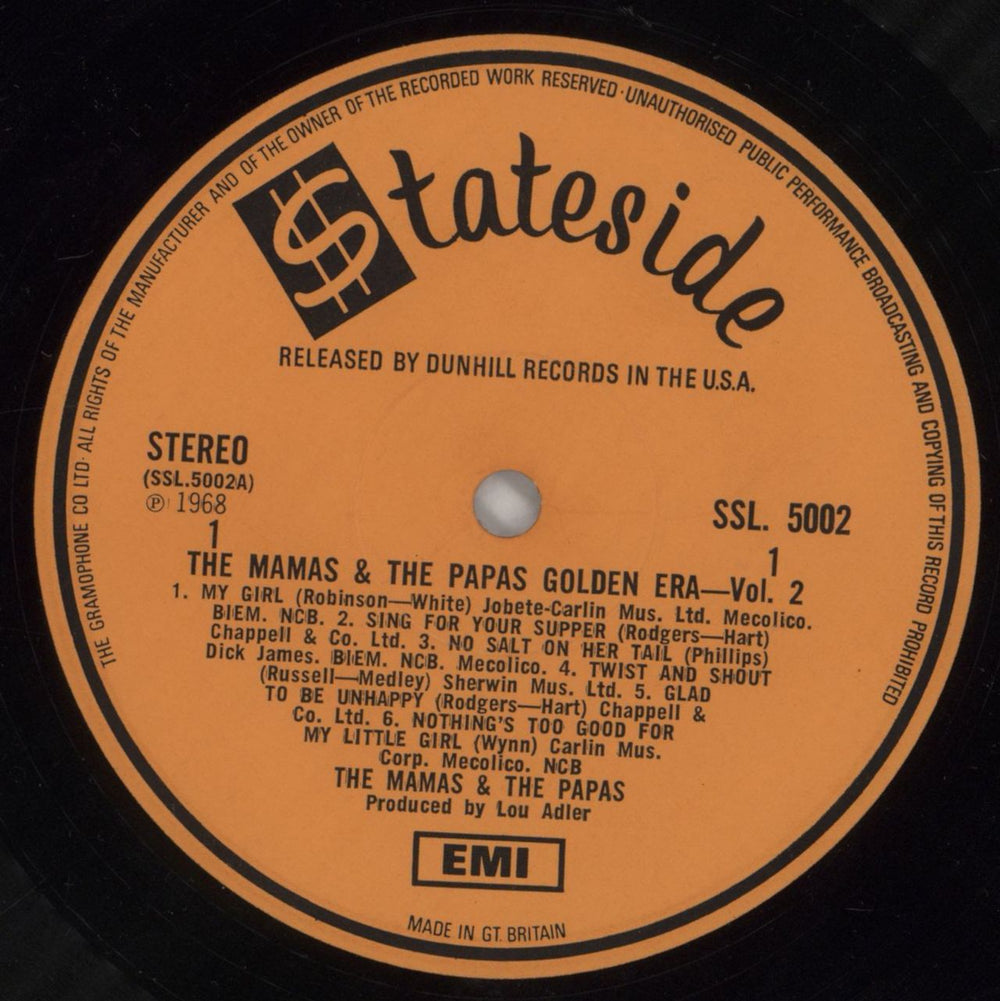 THE GRAMOPHONE CO LTD· ALL RIGHTS OF THE MANUFACTURER AND OF THE OWNER OF THE RECORDED WORK RESERVED · UNAUTHORISED PUBLIC PERFORMANCE BROADCASTING AND COPYING OF THIS RECORD PROHIBITED
Stateside
RELEASED BY DUNHILL RECORDS IN THE U.S.A.
STEREO
(SSL.5002A)
℗ 1968
1
SSL. 5002
1
THE MAMAS & THE PAPAS GOLDEN ERA—Vol. 2
1. MY GIRL (Robinson—White) Jobete-Carlin Mus. Ltd. Mecolico.
BIEM. NCB. 2. SING FOR YOUR SUPPER (Rodgers—Hart)
Chappell & Co. Ltd. 3. NO SALT ON HER TAIL (Phillips)
Dick James. BIEM. NCB. Mecolico. 4. TWIST AND SHOUT
(Russell—Medley) Sherwin Mus. Ltd. 5. GLAD
TO BE UNHAPPY (Rodgers—Hart) Chappell &
Co. Ltd. 6. NOTHING'S TOO GOOD FOR
MY LITTLE GIRL (Wynn) Carlin Mus.
Corp. Mecolico. NCB
THE MAMAS & THE PAPAS
Produced by Lou Adler
EMI
MADE IN GT. BRITAIN